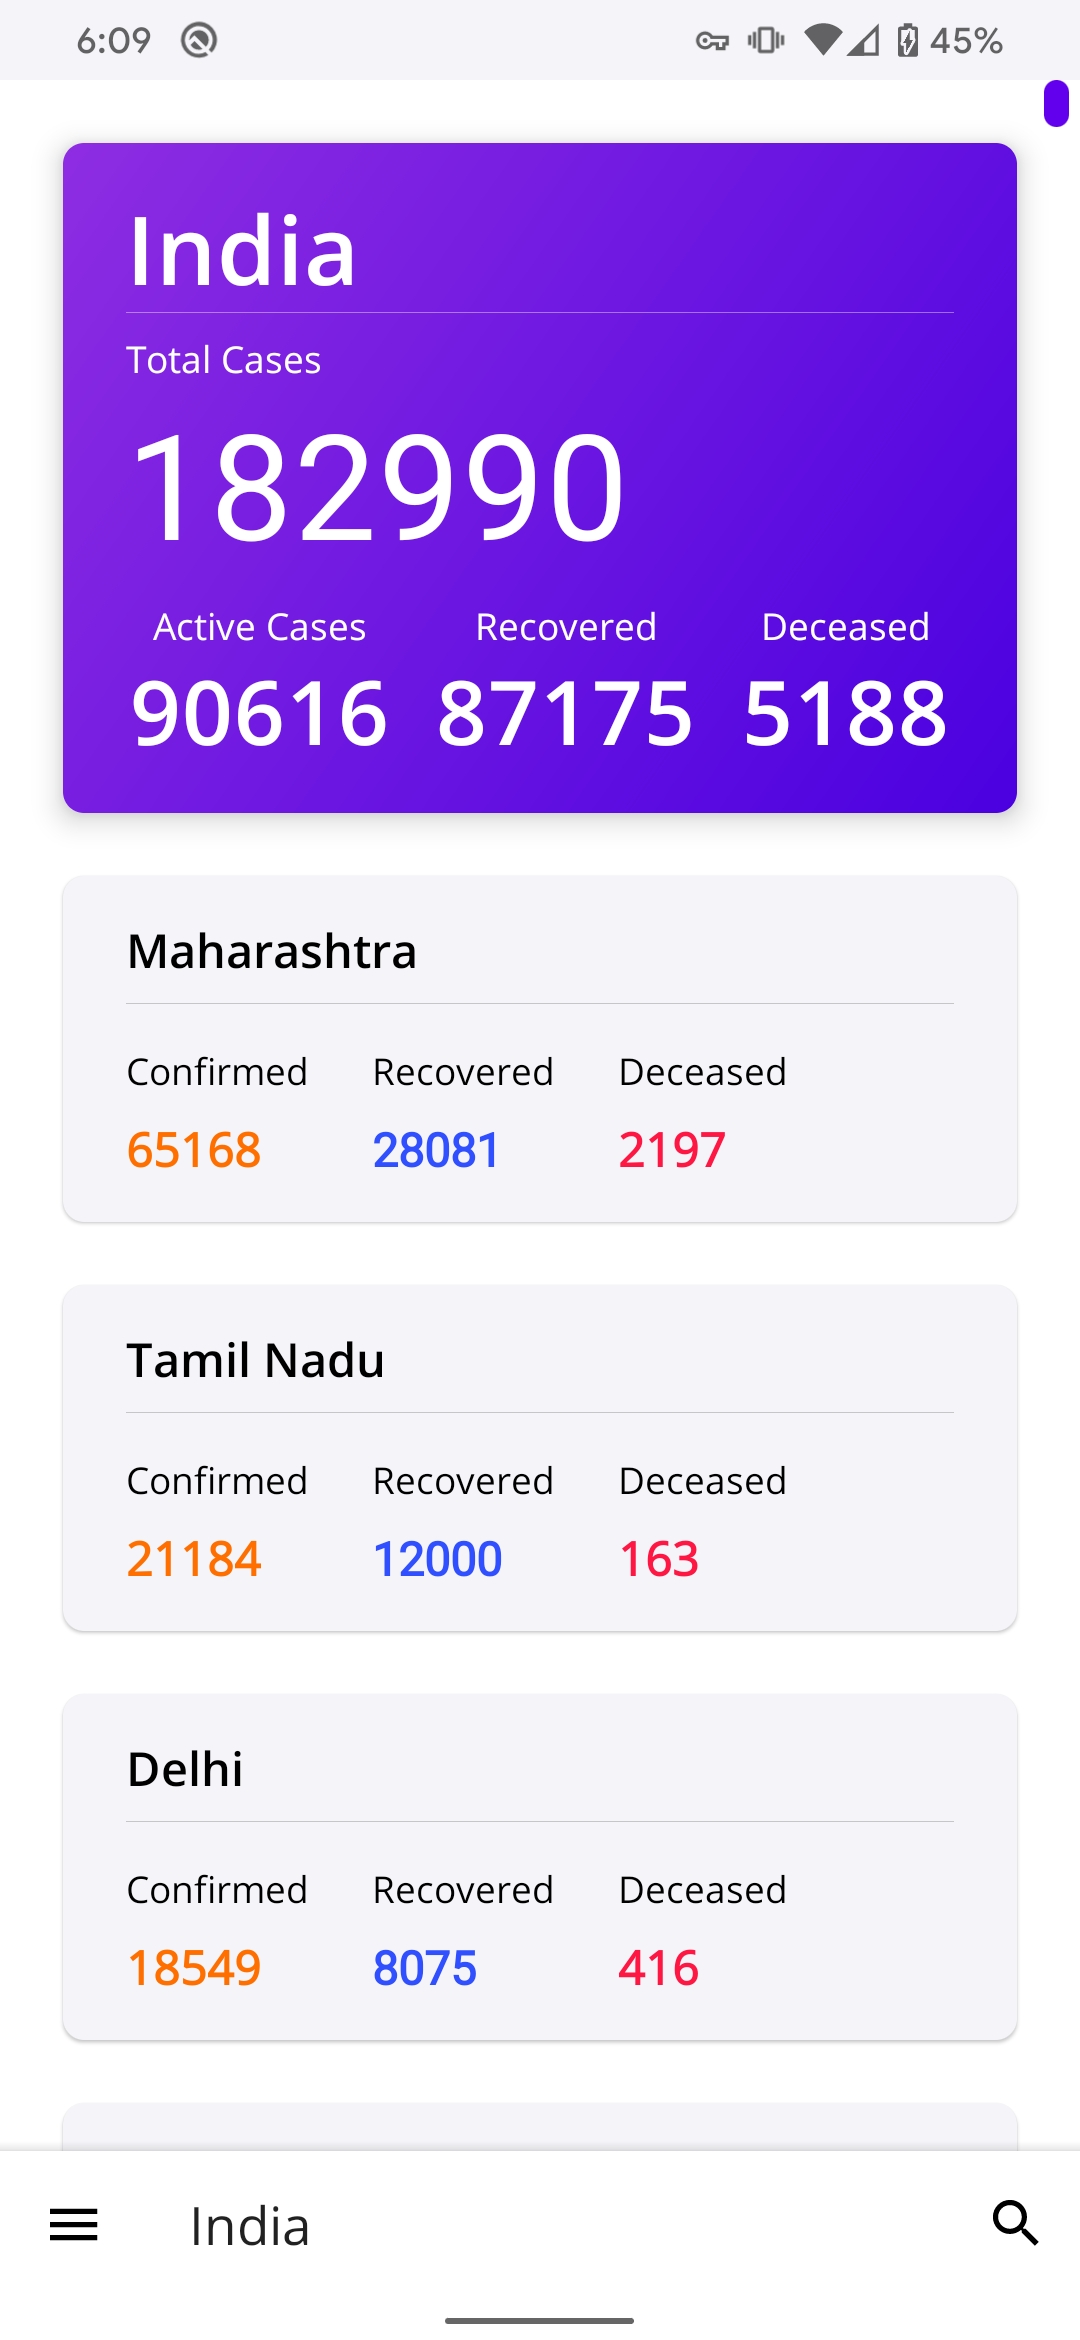 6:09 45%
India
Total Cases
182990
Active Cases Recovered Deceased
90616 87175 5188
Maharashtra
Confirmed Recovered Deceased
65168 28081 2197
Tamil Nadu
Confirmed Recovered Deceased
21184 12000 163
Delhi
Confirmed Recovered Deceased
18549 8075 416
India